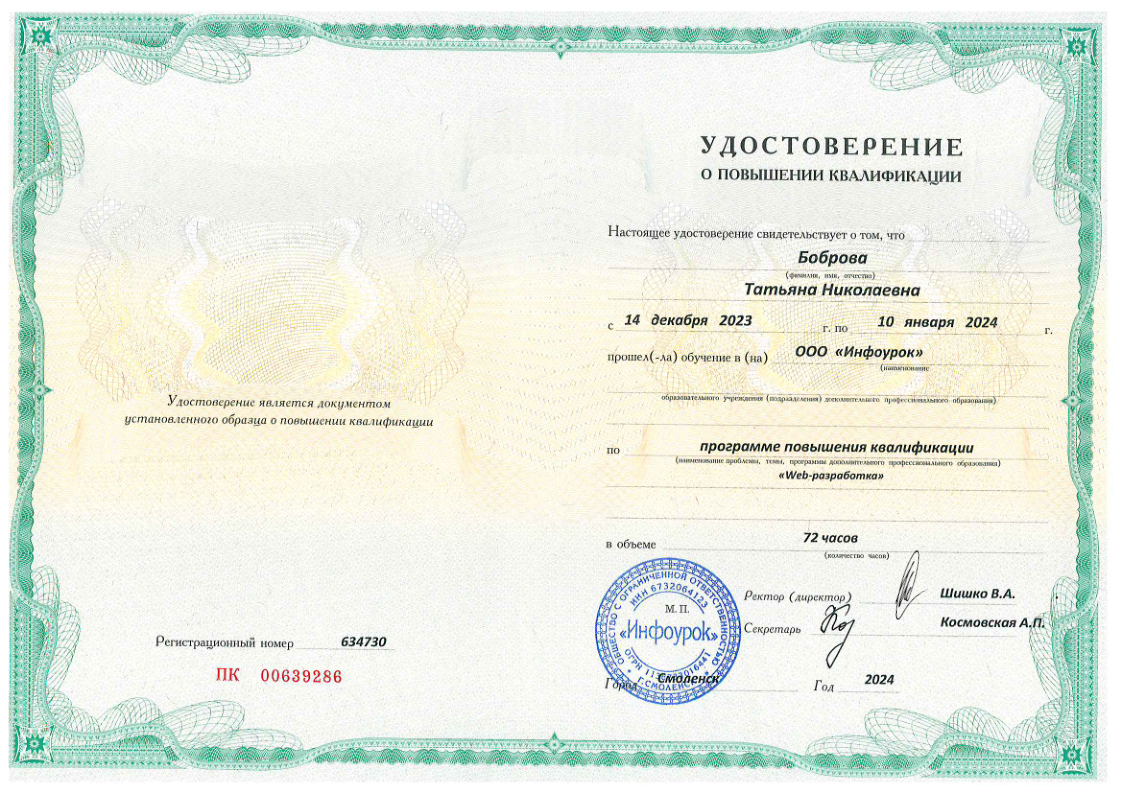 Удостоверение является документом
установленного образца о повышении квалификации
Регистрационный номер 634730
ПК 00639286
УДОСТОВЕРЕНИЕ
О ПОВЫШЕНИИ КВАЛИФИКАЦИИ
Настоящее удостоверение свидетельствует о том, что
Боброва
(фамилия, имя, отчество)
Татьяна Николаевна
с 14 декабря 2023 г. по 10 января 2024 г.
прошел(-ла) обучение в (на) ООО «Инфоурок»
(наименование
образовательного учреждения (подразделения) дополнительного профессионального образования)
по программе повышения квалификации
(наименование проблемы, темы, программы дополнительного профессионального образования)
«Web-разработка»
в объеме 72 часов
(количество часов)
ОБЩЕСТВО С ОГРАНИЧЕННОЙ ОТВЕТСТВЕННОСТЬЮ
ИНН 6732064123
М. П.
«Инфоурок»
ОГРН
Г.СМОЛЕНСК
Ректор (директор) Шишко В.А.
Секретарь Космовская А.П.
Город Смоленск Год 2024